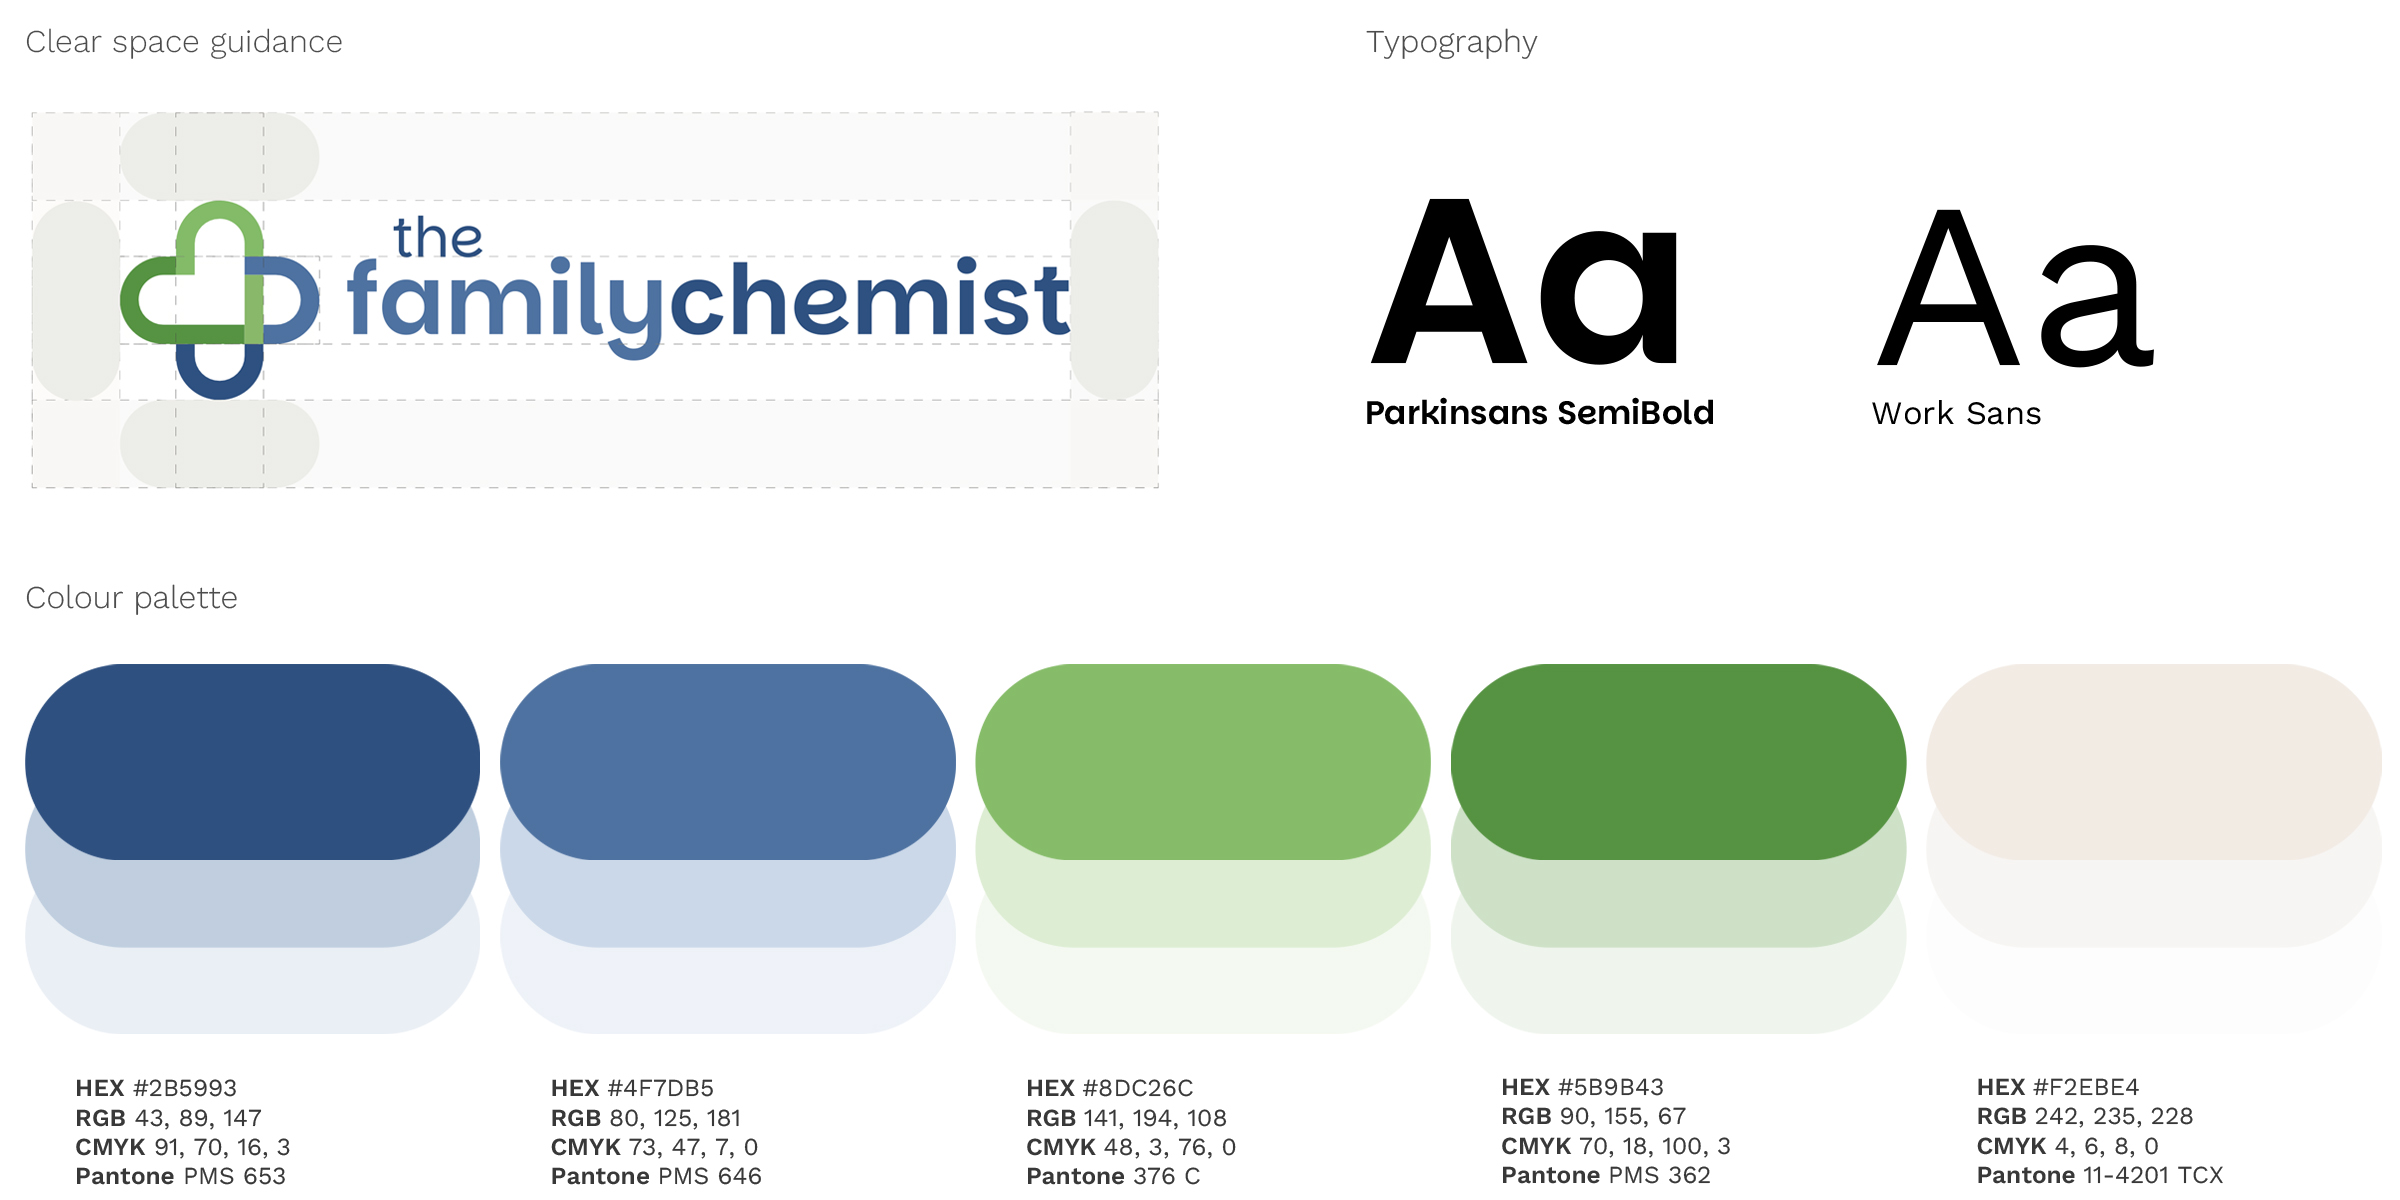 Clear space guidance
Typography
the
familychemist
Aa
Aa
Parkinsans SemiBold
Work Sans
Colour palette
HEX #2B5993
RGB 43, 89, 147
CMYK 91, 70, 16, 3
Pantone PMS 653
HEX #4F7DB5
RGB 80, 125, 181
CMYK 73, 47, 7, 0
Pantone PMS 646
HEX #8DC26C
RGB 141, 194, 108
CMYK 48, 3, 76, 0
Pantone 376 C
HEX #5B9B43
RGB 90, 155, 67
CMYK 70, 18, 100, 3
Pantone PMS 362
HEX #F2EBE4
RGB 242, 235, 228
CMYK 4, 6, 8, 0
Pantone 11-4201 TCX